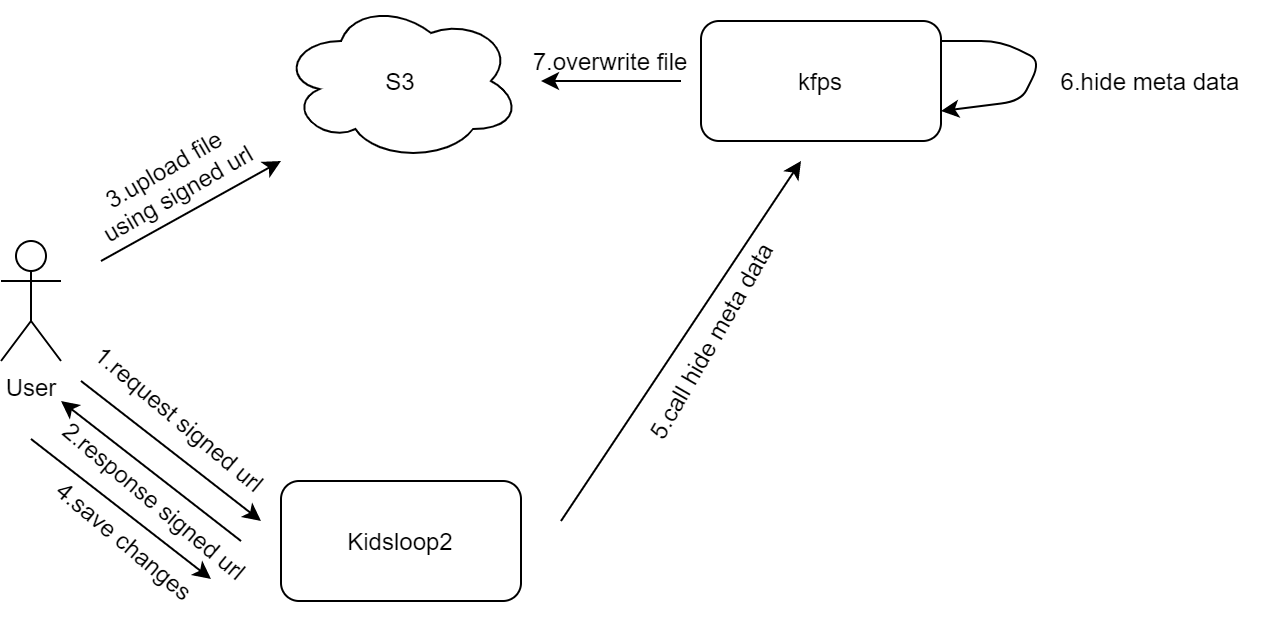 S3
7.overwrite file
kfps
6.hide meta data
3.upload file
using signed url
User
1.request signed url
2.response signed url
4.save changes
5.call hide meta data
Kidsloop2